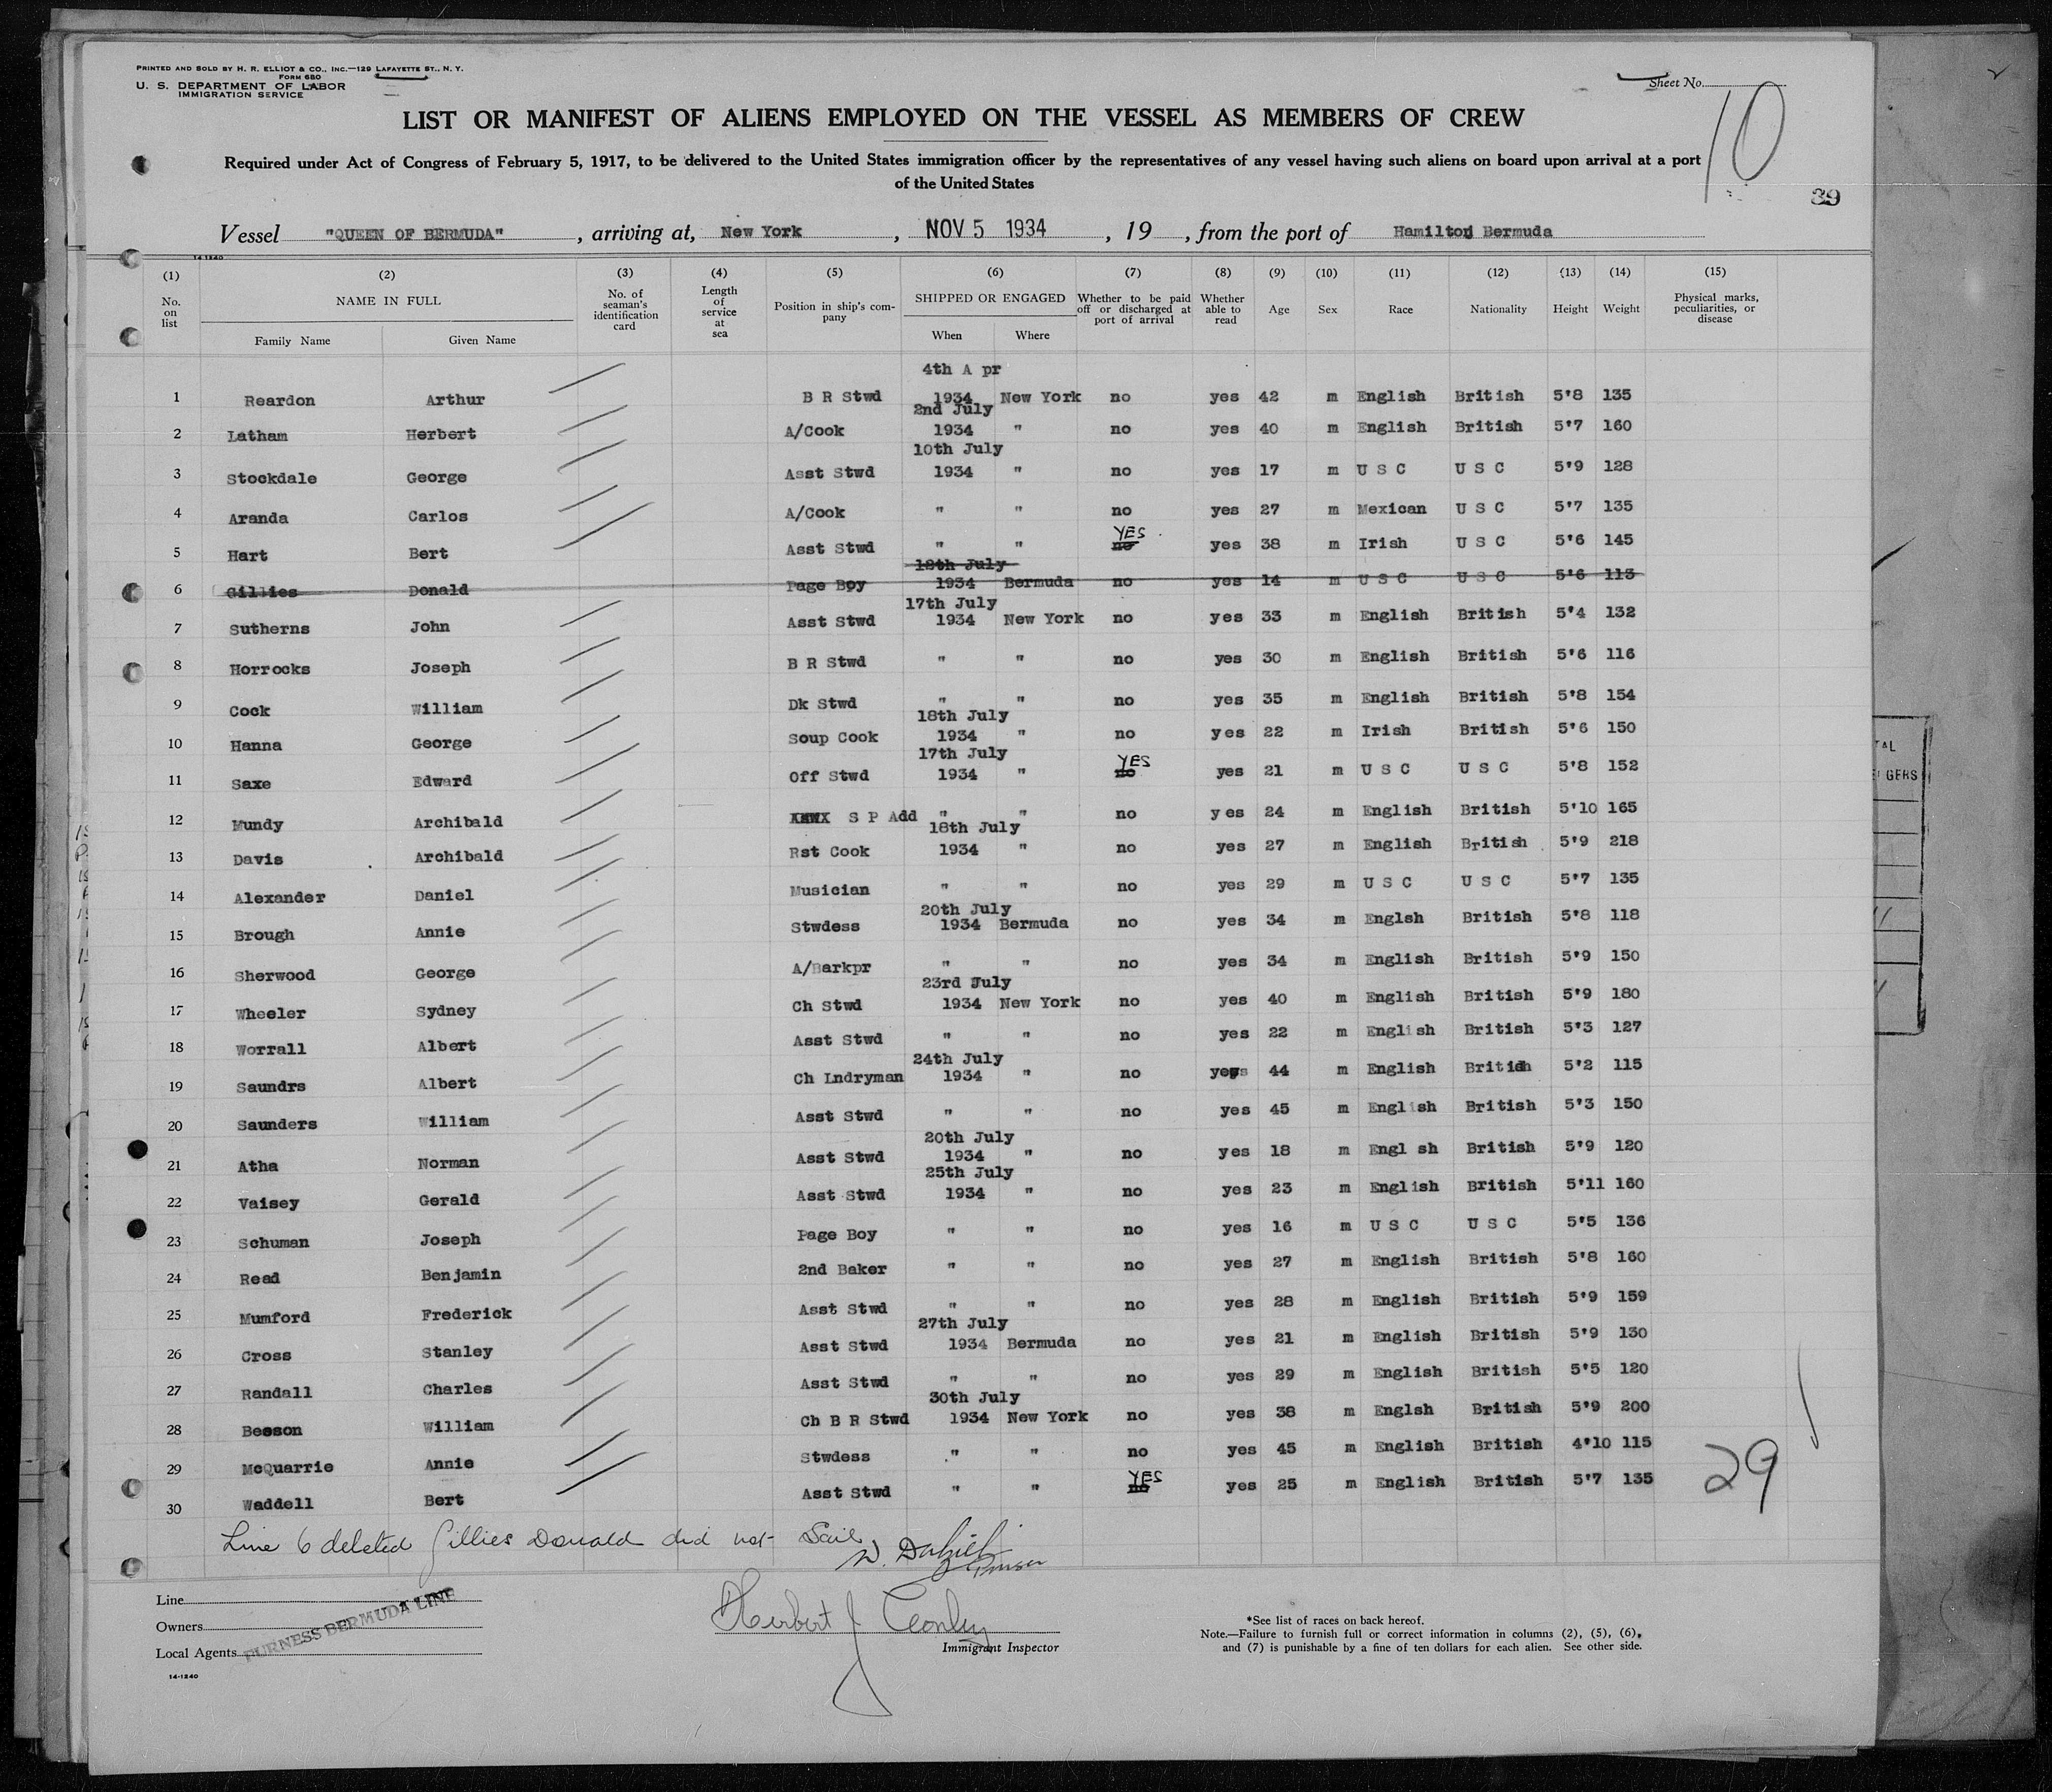 PRINTED AND SOLD BY H. R. ELLIOT & CO., INC.—129 LAFAYETTE ST., N. Y.
FORM 680
U. S. DEPARTMENT OF LABOR
IMMIGRATION SERVICE
Sheet No.
10
LIST OR MANIFEST OF ALIENS EMPLOYED ON THE VESSEL AS MEMBERS OF CREW
Required under Act of Congress of February 5, 1917, to be delivered to the United States immigration officer by the representatives of any vessel having such aliens on board upon arrival at a port
of the United States
39
Vessel "QUEEN OF BERMUDA" , arriving at, New York , NOV 5 1934 , 19 , from the port of Hamilton Bermuda
14-1240
(1) (2) (3) (4) (5) (6) (7) (8) (9) (10) (11) (12) (13) (14) (15)
No. on list NAME IN FULL Family Name Given Name No. of seaman's identification card Length of service at sea Position in ship's company SHIPPED OR ENGAGED When Where Whether to be paid off or discharged at port of arrival Whether able to read Age Sex Race Nationality Height Weight Physical marks, peculiarities, or disease
4th A pr
1 Reardon Arthur B R Stwd 1934 New York no yes 42 m English British 5'8 135
2nd July
2 Latham Herbert A/Cook 1934 " no yes 40 m English British 5'7 160
10th July
3 Stockdale George Asst Stwd 1934 " no yes 17 m U S C U S C 5'9 128
4 Aranda Carlos A/Cook " " no yes 27 m Mexican U S C 5'7 135
YES
5 Hart Bert Asst Stwd " " no yes 38 m Irish U S C 5'6 145
18th July
6 Gillies Donald Page Boy 1934 Bermuda no yes 14 m U S C U S C 5'6 113
17th July
7 Sutherns John Asst Stwd 1934 New York no yes 33 m English British 5'4 132
8 Horrocks Joseph B R Stwd " " no yes 30 m English British 5'6 116
9 Cock William Dk Stwd " " no yes 35 m English British 5'8 154
18th July
10 Hanna George Soup Cook 1934 " no yes 22 m Irish British 5'6 150
17th July YES
11 Saxe Edward Off Stwd 1934 " no yes 21 m U S C U S C 5'8 152
12 Mundy Archibald S P Add " " no yes 24 m English British 5'10 165
18th July
13 Davis Archibald Rst Cook 1934 " no yes 27 m English British 5'9 218
14 Alexander Daniel Musician " " no yes 29 m U S C U S C 5'7 135
20th July
15 Brough Annie Stwdess 1934 Bermuda no yes 34 m Englsh British 5'8 118
16 Sherwood George A/Barkpr " " no yes 34 m English British 5'9 150
23rd July
17 Wheeler Sydney Ch Stwd 1934 New York no yes 40 m English British 5'9 180
18 Worrall Albert Asst Stwd " " no yes 22 m English British 5'3 127
24th July
19 Saundrs Albert Ch Lndryman 1934 " no yes 44 m English Britidh 5'2 115
20 Saunders William Asst Stwd " " no yes 45 m English British 5'3 150
20th July
21 Atha Norman Asst Stwd 1934 " no yes 18 m Engl sh British 5'9 120
25th July
22 Vaisey Gerald Asst Stwd 1934 " no yes 23 m English British 5'11 160
23 Schuman Joseph Page Boy " " no yes 16 m U S C U S C 5'5 136
24 Read Benjamin 2nd Baker " " no yes 27 m English British 5'8 160
25 Mumford Frederick Asst Stwd " " no yes 28 m English British 5'9 159
27th July
26 Cross Stanley Asst Stwd 1934 Bermuda no yes 21 m English British 5'9 130
27 Randall Charles Asst Stwd " " no yes 29 m English British 5'5 120
30th July
28 Beeson William Ch B R Stwd 1934 New York no yes 38 m Englsh British 5'9 200
29 McQuarrie Annie Stwdess " " no yes 45 m English British 4'10 115
YES
30 Waddell Bert Asst Stwd " " no yes 25 m English British 5'7 135
29
Line 6 deleted Gillies Donald did not Sail
Purser
Line
Owners
Local Agents
FURNESS BERMUDA LINE
14-1240
Herbert J Conley
Immigrant Inspector
*See list of races on back hereof.
Note.—Failure to furnish full or correct information in columns (2), (5), (6),
and (7) is punishable by a fine of ten dollars for each alien. See other side.